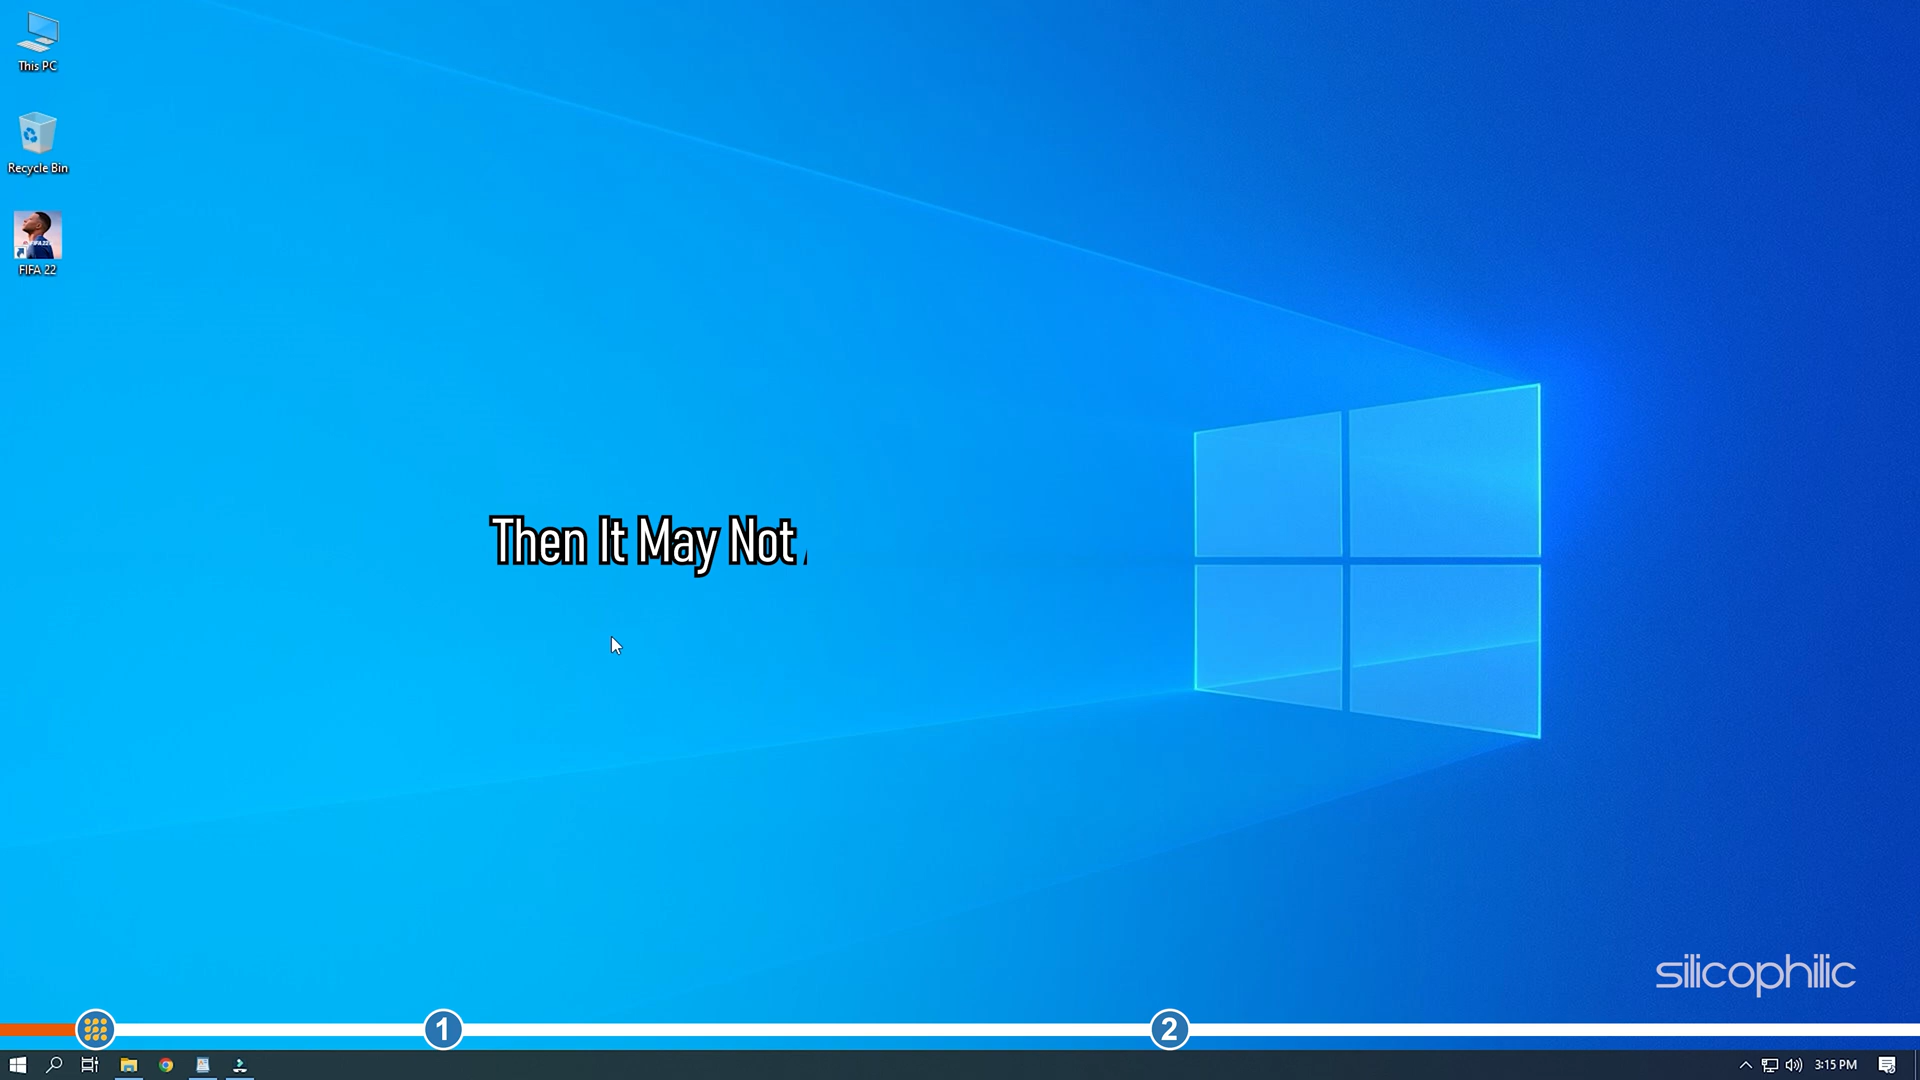 This PC
Recycle Bin
FIFA 22
Then It May Not
silicophilic
1
2
3:15 PM